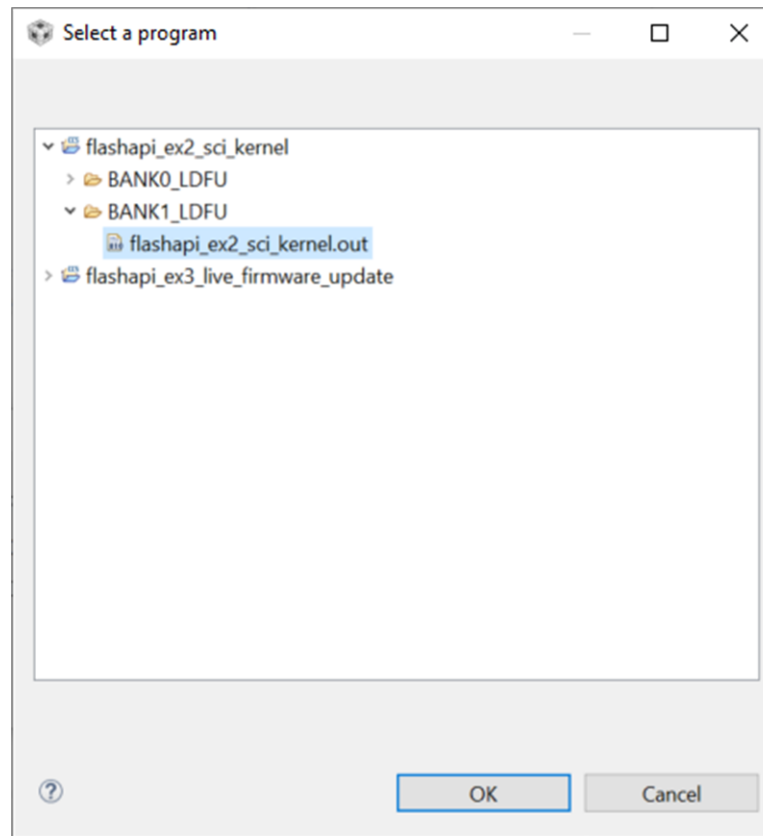 Select a program
flashapi_ex2_sci_kernel
BANK0_LDFU
BANK1_LDFU
flashapi_ex2_sci_kernel.out
flashapi_ex3_live_firmware_update
?
OK Cancel